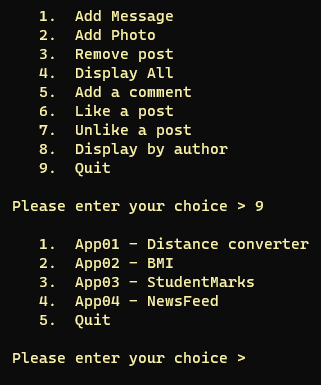 1. Add Message
2. Add Photo
3. Remove post
4. Display All
5. Add a comment
6. Like a post
7. Unlike a post
8. Display by author
9. Quit
Please enter your choice > 9
1. App01 - Distance converter
2. App02 - BMI
3. App03 - StudentMarks
4. App04 - NewsFeed
5. Quit
Please enter your choice >